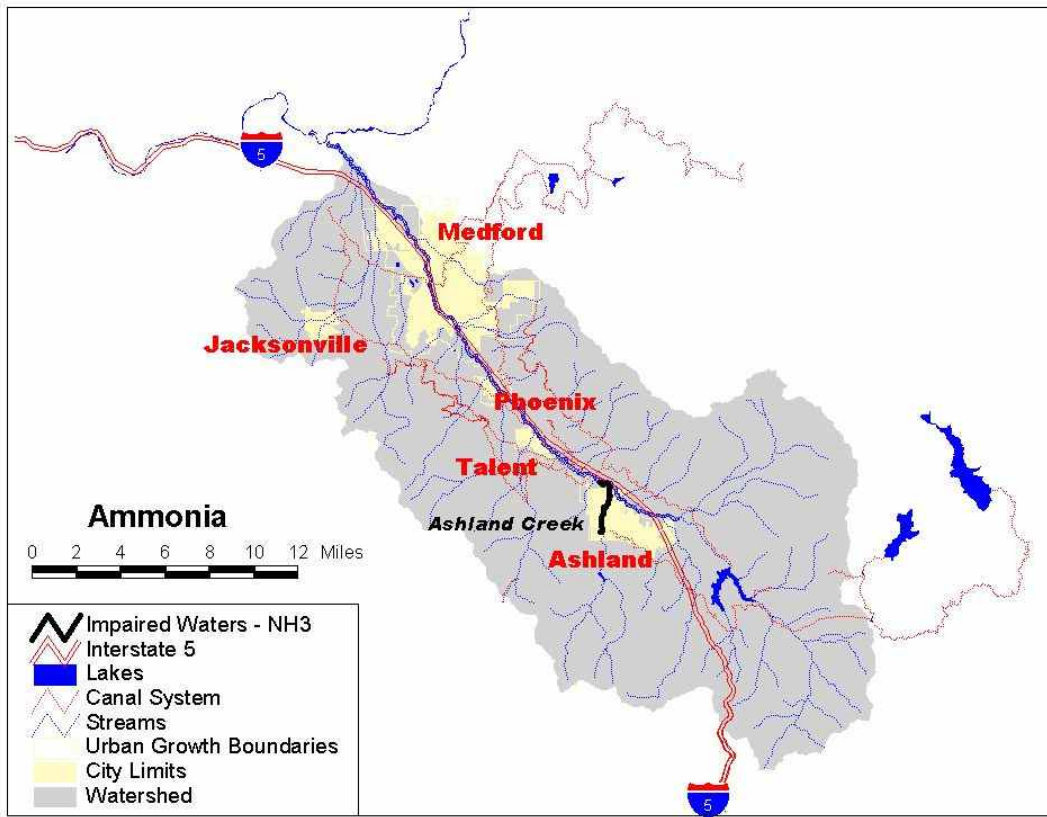 5
Medford
Jacksonville
Phoenix
Talent
Ashland Creek
Ashland
Ammonia
0 2 4 6 8 10 12 Miles
Impaired Waters - NH3
Interstate 5
Lakes
Canal System
Streams
Urban Growth Boundaries
City Limits
Watershed
5